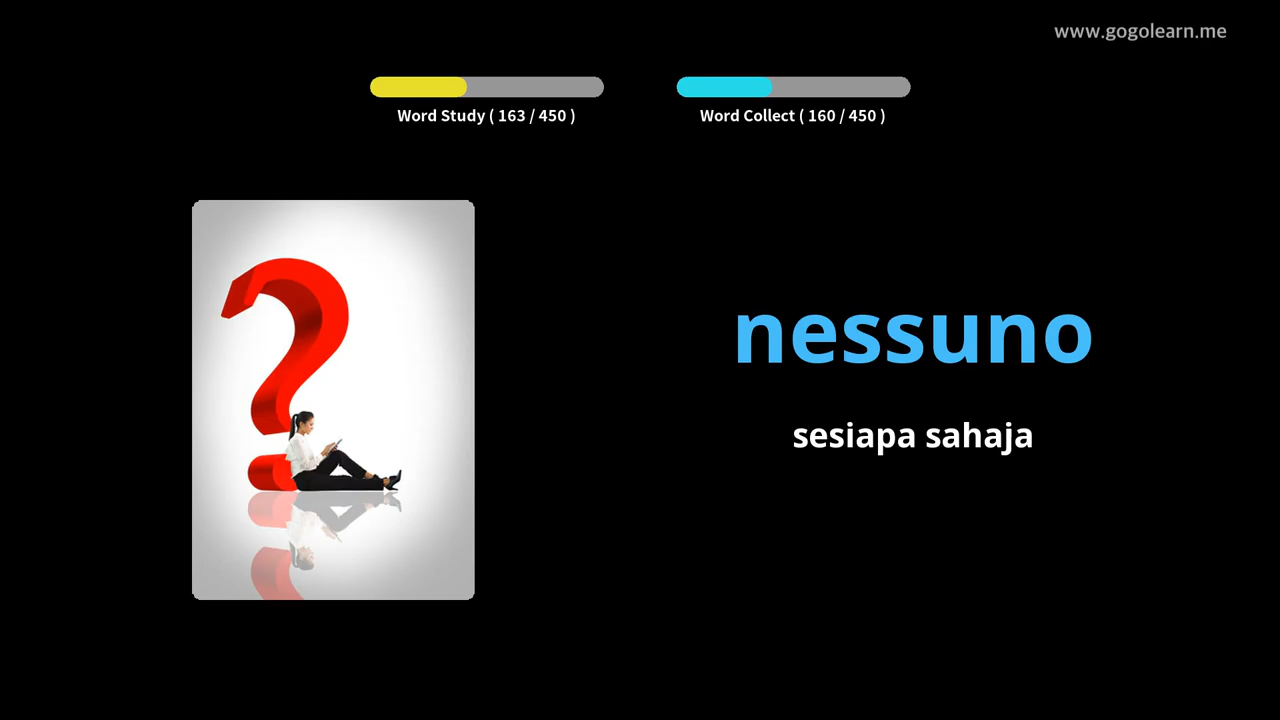 www.gogolearn.me
Word Study ( 163 / 450 )
Word Collect ( 160 / 450 )
nessuno
sesiapa sahaja